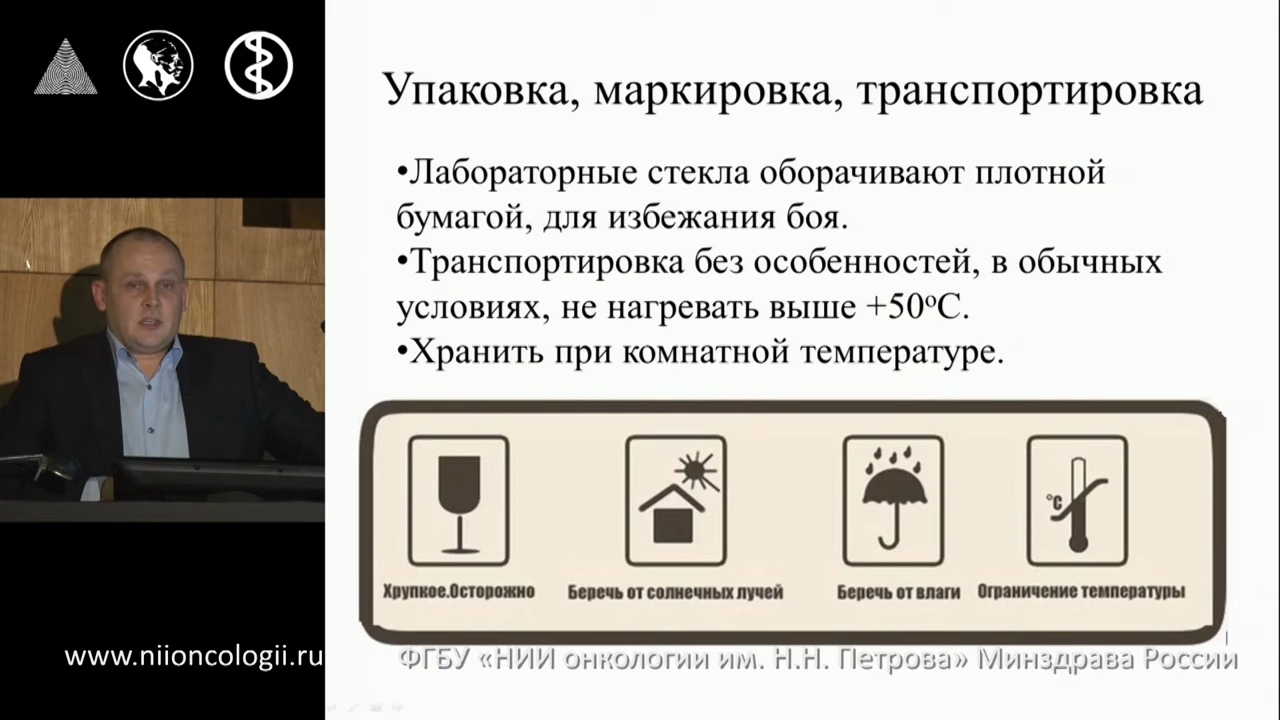 Упаковка, маркировка, транспортировка
•Лабораторные стекла оборачивают плотной
бумагой, для избежания боя.
•Транспортировка без особенностей, в обычных
условиях, не нагревать выше +50°С.
•Хранить при комнатной температуре.
°C
Хрупкое.Осторожно
Беречь от солнечных лучей
Беречь от влаги
Ограничение температуры
www.niioncologii.ru
ФГБУ «НИИ онкологии им. Н.Н. Петрова» Минздрава России